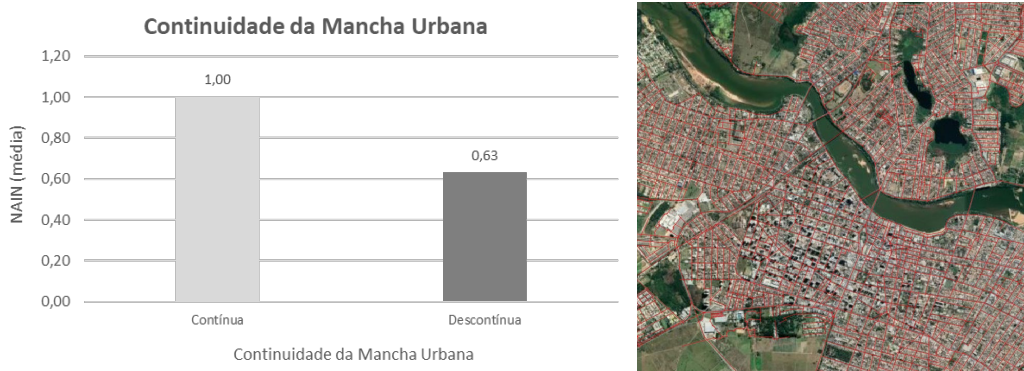 Continuidade da Mancha Urbana
1,20
1,00
0,80
0,60
0,40
0,20
0,00
NAIN (média)
1,00
0,63
Contínua
Descontínua
Continuidade da Mancha Urbana